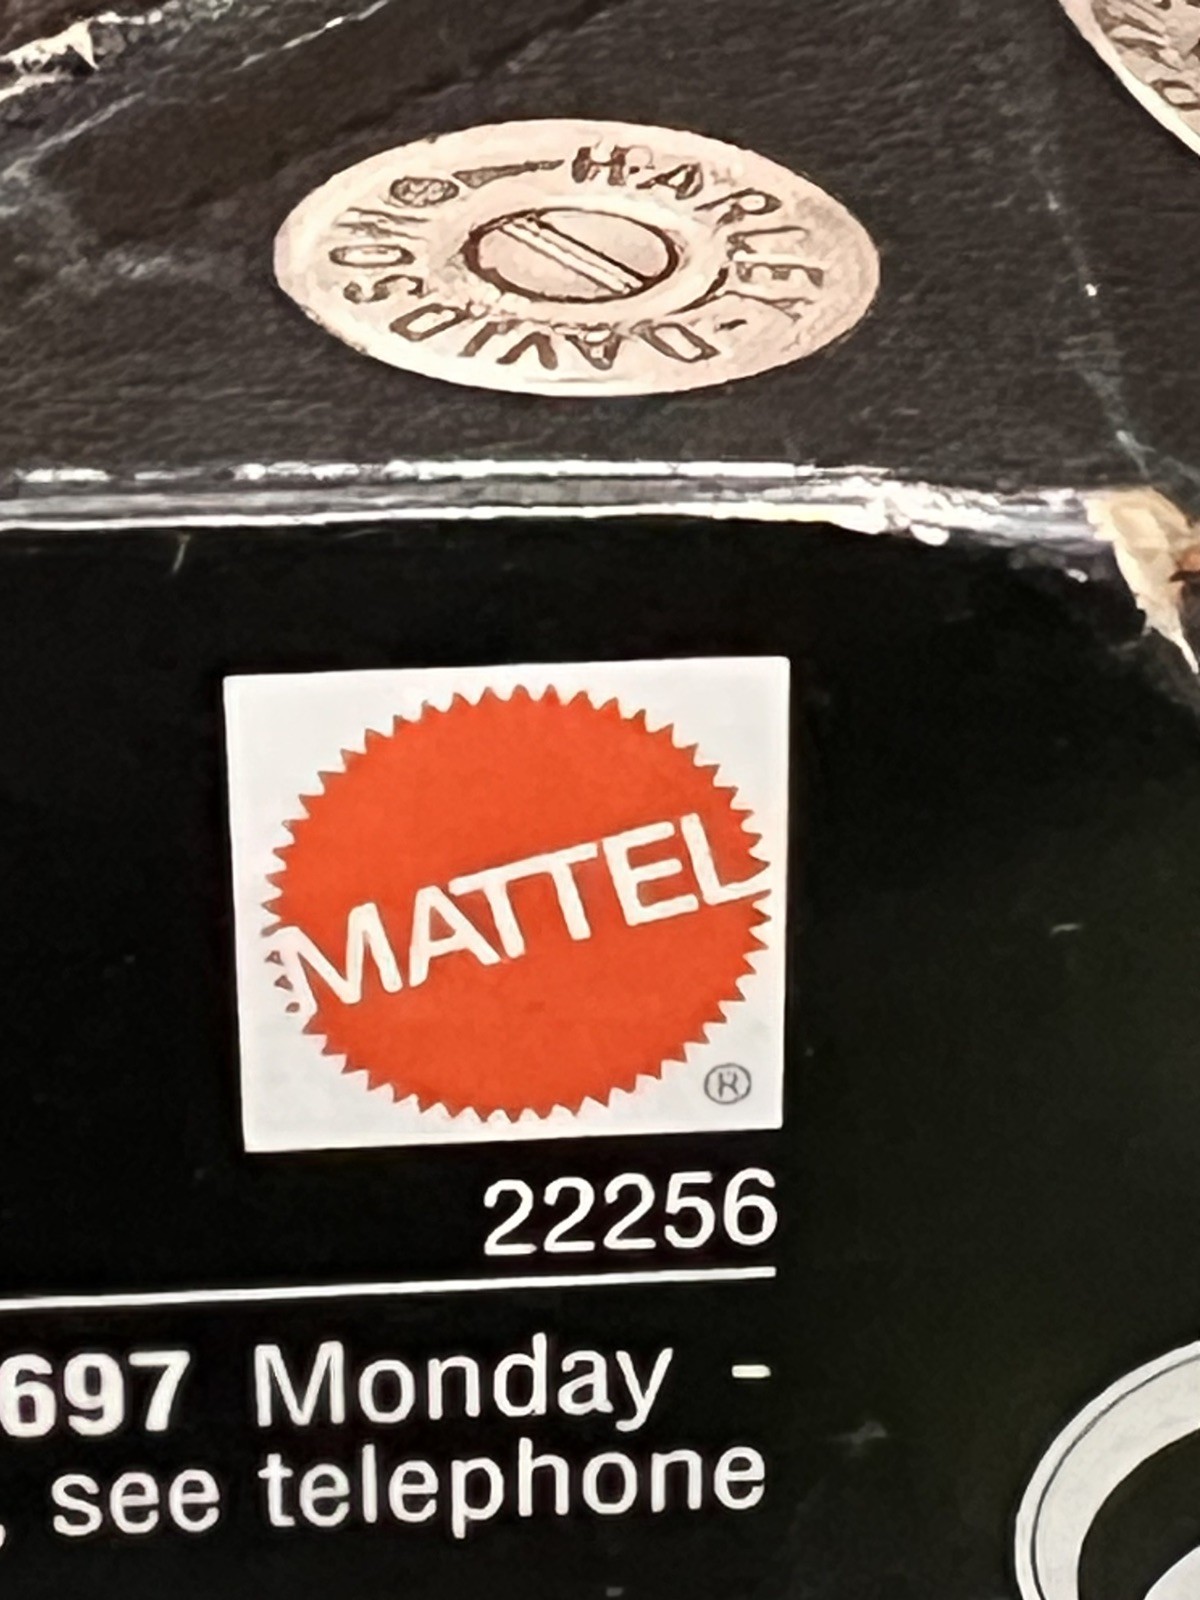 HARLEY-DAVIDSON®
MATTEL
®
22256
697 Monday -
, see telephone